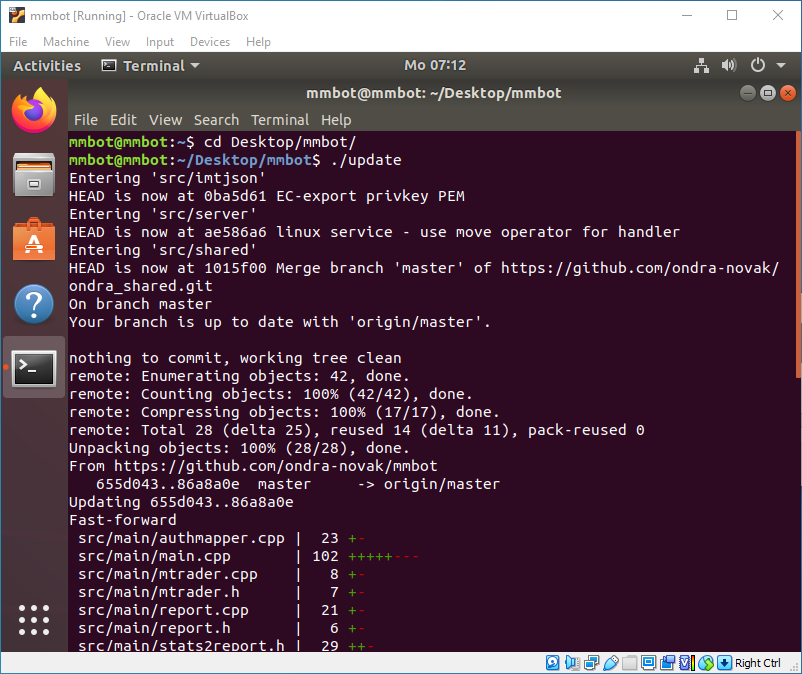 mmbot [Running] - Oracle VM VirtualBox
File Machine View Input Devices Help
Activities Terminal Mo 07:12
mmbot@mmbot: ~/Desktop/mmbot
File Edit View Search Terminal Help
mmbot@mmbot:~$ cd Desktop/mmbot/
mmbot@mmbot:~/Desktop/mmbot$ ./update
Entering 'src/imtjson'
HEAD is now at 0ba5d61 EC-export privkey PEM
Entering 'src/server'
HEAD is now at ae586a6 linux service - use move operator for handler
Entering 'src/shared'
HEAD is now at 1015f00 Merge branch 'master' of https://github.com/ondra-novak/
ondra_shared.git
On branch master
Your branch is up to date with 'origin/master'.
nothing to commit, working tree clean
remote: Enumerating objects: 42, done.
remote: Counting objects: 100% (42/42), done.
remote: Compressing objects: 100% (17/17), done.
remote: Total 28 (delta 25), reused 14 (delta 11), pack-reused 0
Unpacking objects: 100% (28/28), done.
From https://github.com/ondra-novak/mmbot
   655d043..86a8a0e  master     -> origin/master
Updating 655d043..86a8a0e
Fast-forward
 src/main/authmapper.cpp |  23 +-
 src/main/main.cpp       | 102 +++++---
 src/main/mtrader.cpp    |   8 +-
 src/main/mtrader.h      |   7 +-
 src/main/report.cpp     |  21 +-
 src/main/report.h       |   6 +-
 src/main/stats2report.h |  29 ++-
Right Ctrl